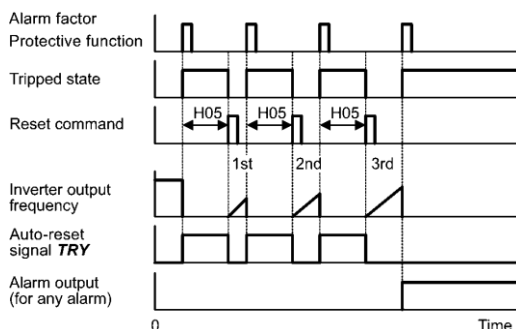 Alarm factor
Protective function
Tripped state
H05 H05 H05
Reset command
1st 2nd 3rd
Inverter output
frequency
Auto-reset
signal TRY
Alarm output
(for any alarm)
0 Time